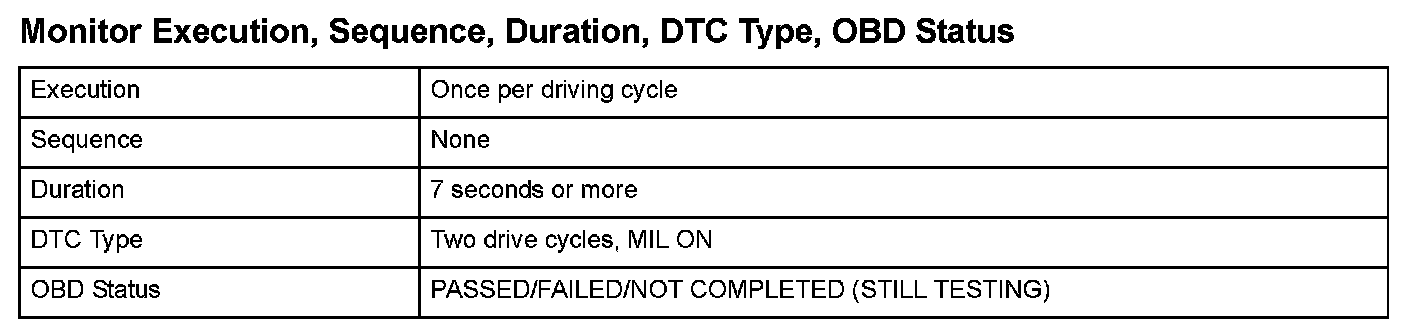 Monitor Execution, Sequence, Duration, DTC Type, OBD Status
Execution Once per driving cycle
Sequence None
Duration 7 seconds or more
DTC Type Two drive cycles, MIL ON
OBD Status PASSED/FAILED/NOT COMPLETED (STILL TESTING)